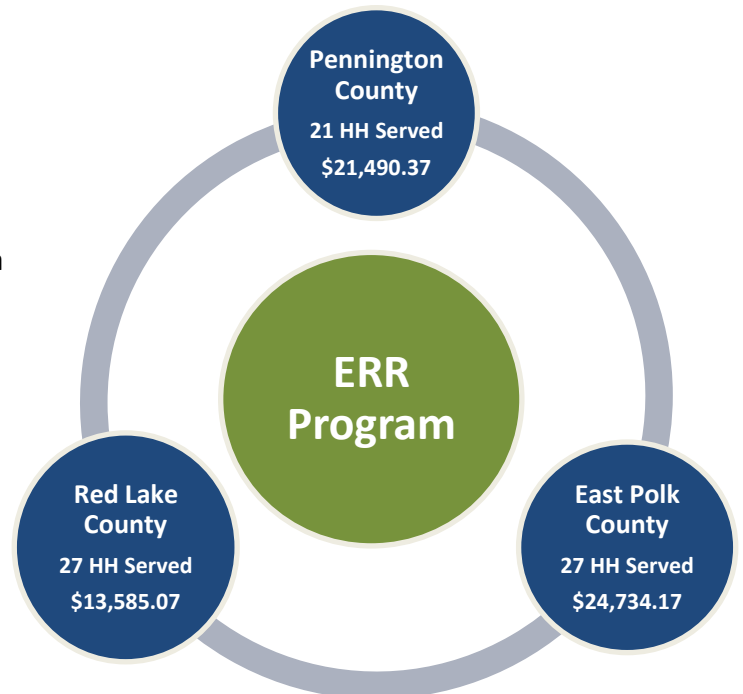 Pennington
County
21 HH Served
$21,490.37
ERR
Program
Red Lake
County
27 HH Served
$13,585.07
East Polk
County
27 HH Served
$24,734.17